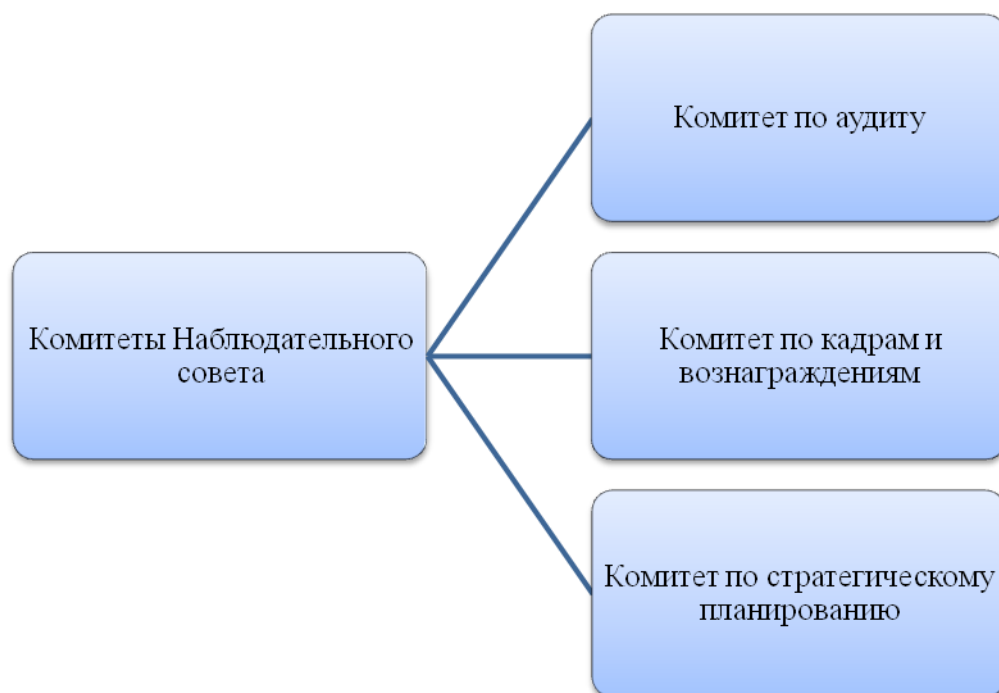 Комитет по аудиту
Комитеты Наблюдательного
совета
Комитет по кадрам и
вознаграждениям
Комитет по стратегическому
планированию